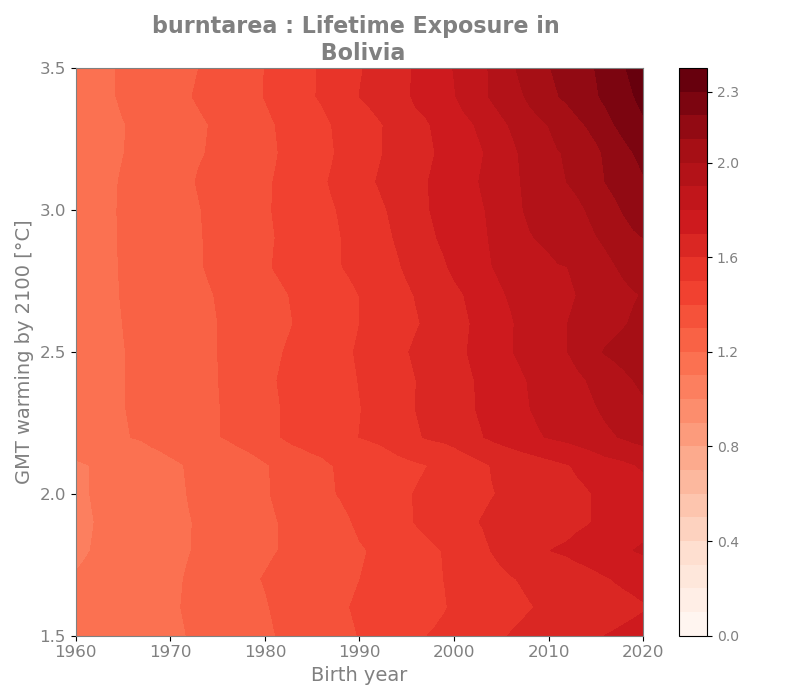 burntarea : Lifetime Exposure in
Bolivia
3.5
3.0
2.5
2.0
1.5
GMT warming by 2100 [°C]
1960 1970 1980 1990 2000 2010 2020
Birth year
2.3
2.0
1.6
1.2
0.8
0.4
0.0